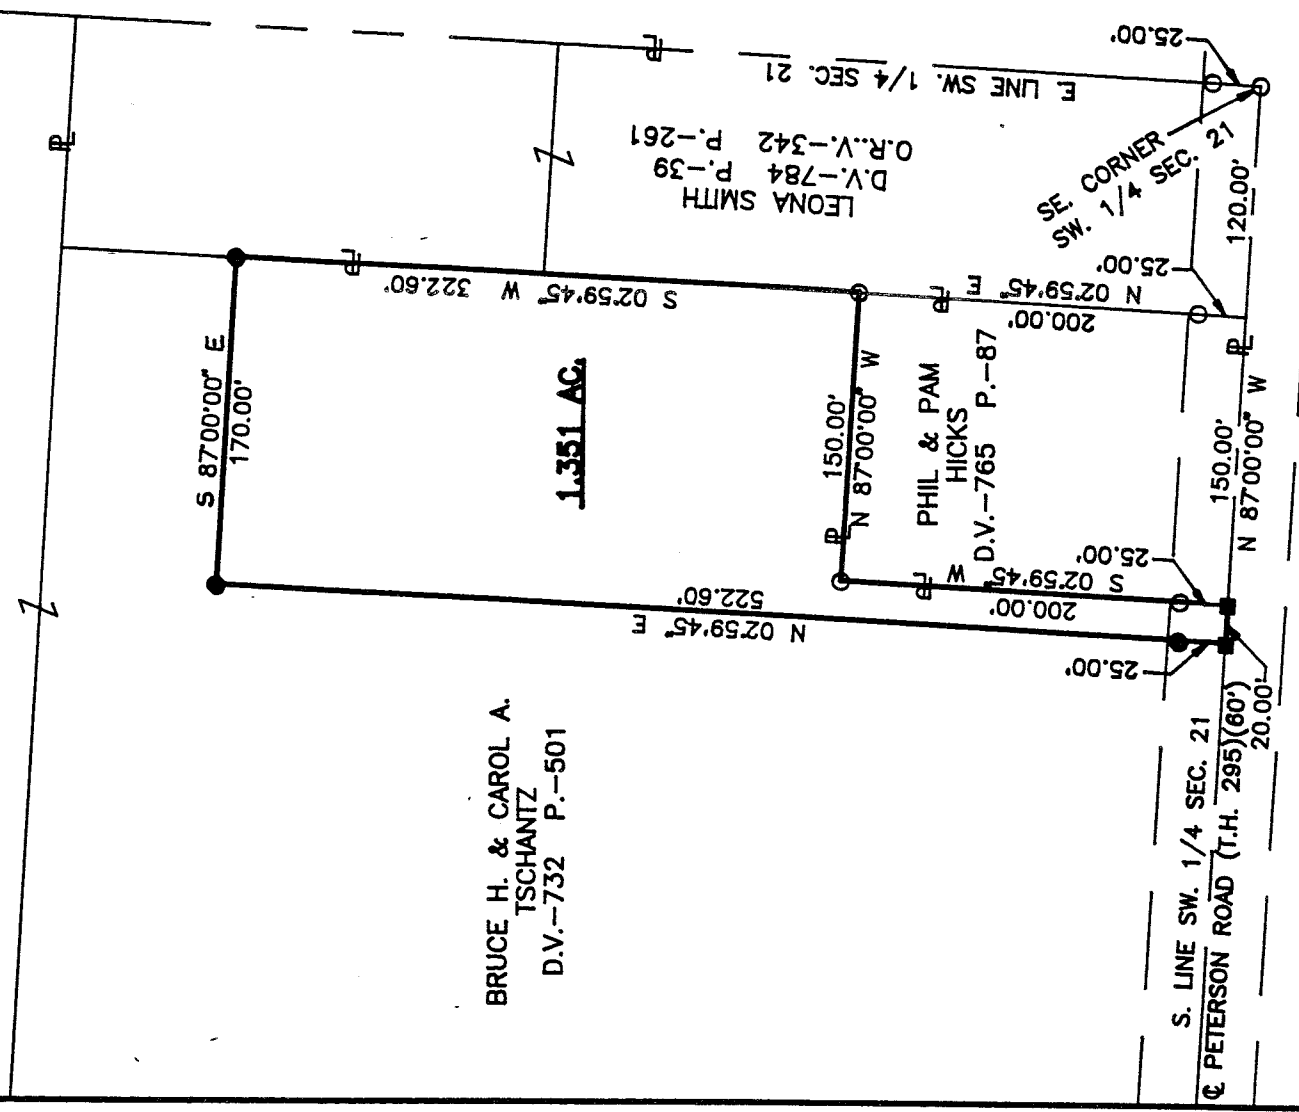 25.00'
E. LINE SW. 1/4 SEC. 21
SE. CORNER
SW. 1/4 SEC. 21
120.00'
LEONA SMITH
D.V.-784 P.-39
O.R..V.-342 P.-261
25.00'
S 02°59'45" W 322.60'
N 02°59'45" E
200.00'
S 87°00'00" E
170.00'
1.351 AC.
150.00'
N 87°00'00" W
PHIL & PAM
HICKS
D.V.-765 P.-87
150.00'
N 87°00'00" W
25.00'
S 02°59'45" W
200.00'
522.60'
N 02°59'45" E
25.00'
20.00'
BRUCE H. & CAROL A.
TSCHANTZ
D.V.-732 P.-501
S. LINE SW. 1/4 SEC. 21
℄ PETERSON ROAD (T.H. 295)(60')